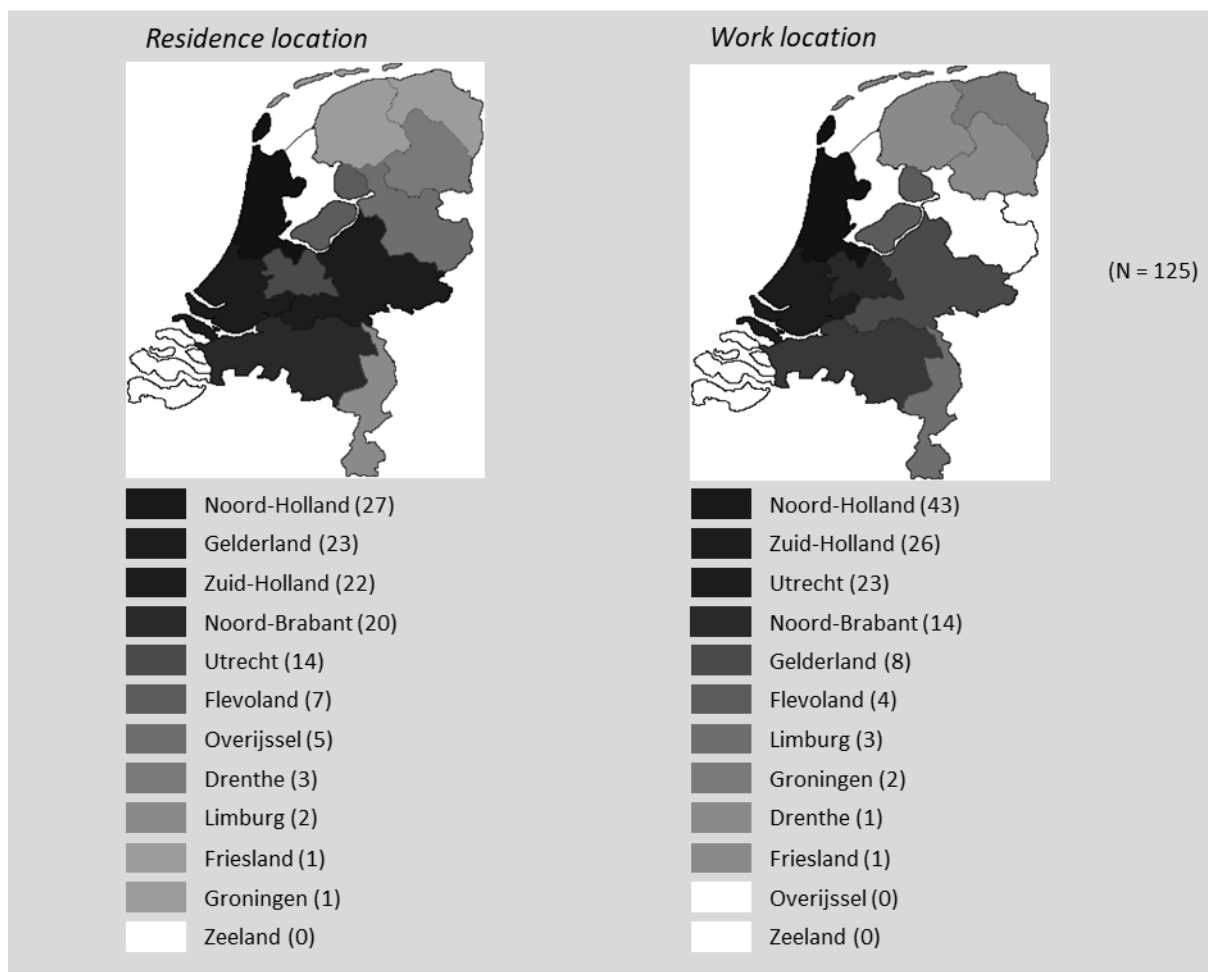 Residence location
Work location
(N = 125)
Noord-Holland (27)
Gelderland (23)
Zuid-Holland (22)
Noord-Brabant (20)
Utrecht (14)
Flevoland (7)
Overijssel (5)
Drenthe (3)
Limburg (2)
Friesland (1)
Groningen (1)
Zeeland (0)
Noord-Holland (43)
Zuid-Holland (26)
Utrecht (23)
Noord-Brabant (14)
Gelderland (8)
Flevoland (4)
Limburg (3)
Groningen (2)
Drenthe (1)
Friesland (1)
Overijssel (0)
Zeeland (0)